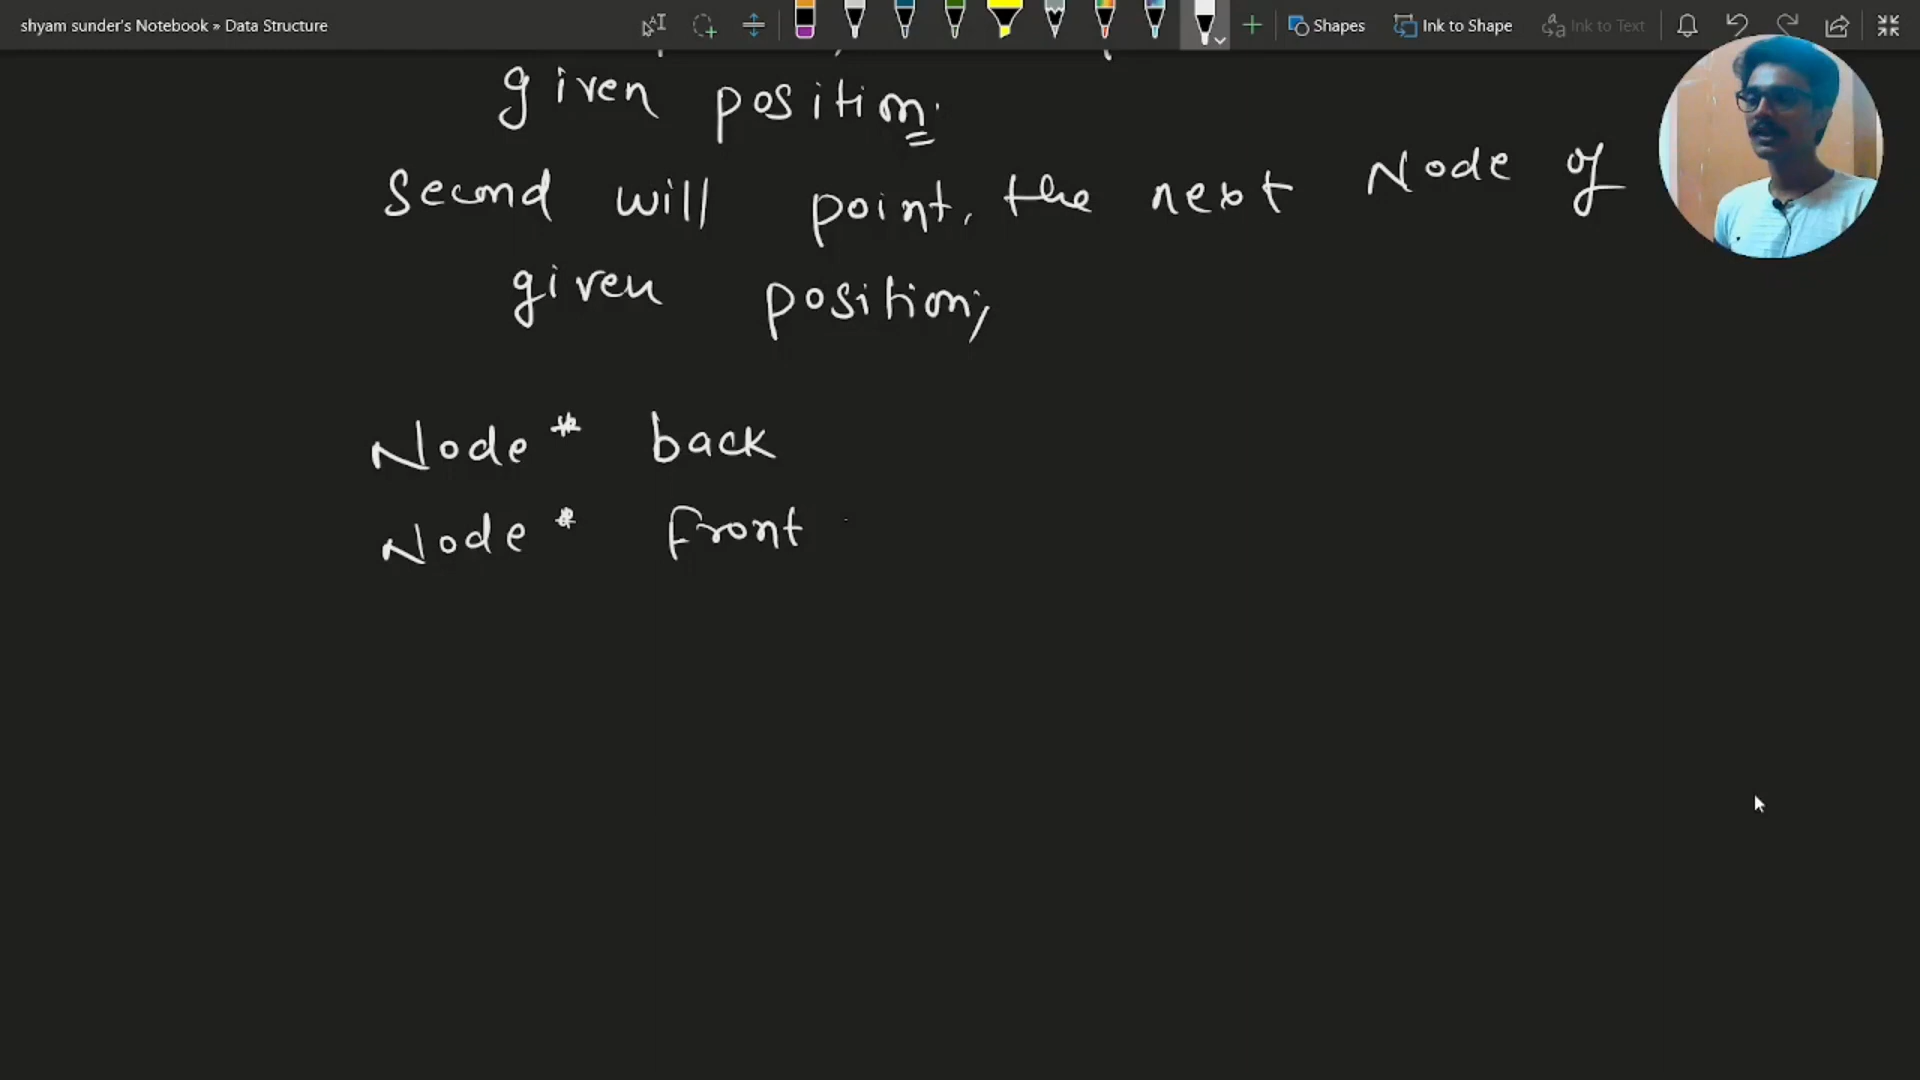 shyam sunder's Notebook » Data Structure
Shapes
Ink to Shape
Ink to Text
given position.
Second will point, the next Node of
given position;
Node* back
Node* front